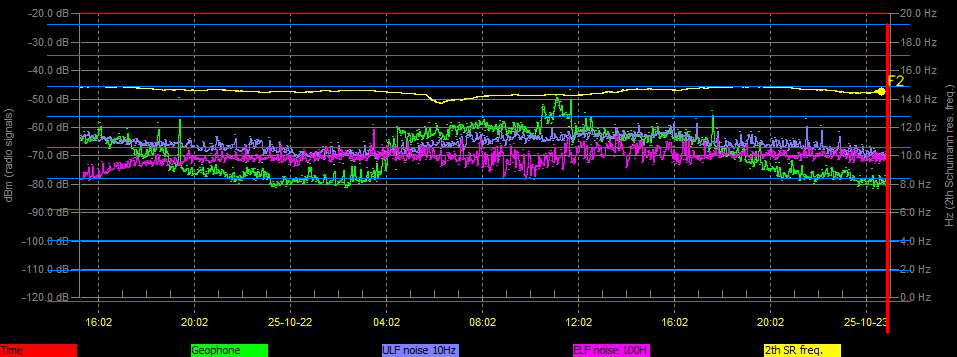 -20.0 dB 20.0 Hz
-30.0 dB 18.0 Hz
-40.0 dB 16.0 Hz
F2
-50.0 dB 14.0 Hz
-60.0 dB 12.0 Hz
-70.0 dB 10.0 Hz
-80.0 dB 8.0 Hz
-90.0 dB 6.0 Hz
-100.0 dB 4.0 Hz
-110.0 dB 2.0 Hz
-120.0 dB 0.0 Hz
dBm (radio signals)
Hz (2th Schumann res. freq.)
16:02 20:02 25-10-22 04:02 08:02 12:02 16:02 20:02 25-10-23
Time Geophone ULF noise 10Hz ELF noise 100H 2th SR freq.